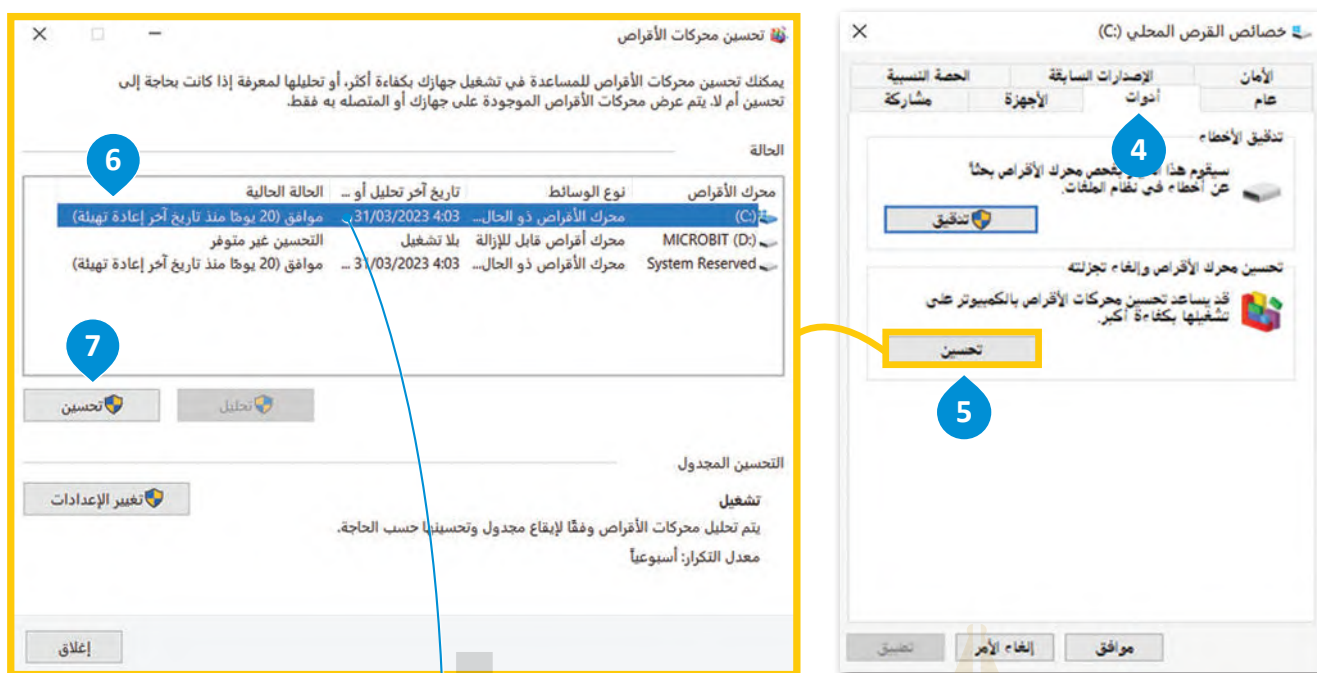 خصائص القرص المحلي (C:)
الأمان
الإصدارات السابقة
الحصة النسبية
عام
أدوات
الأجهزة
مشاركة
4
تدقيق الأخطاء
سيقوم هذا بفحص محرك الأقراص بحثاً
عن أخطاء في نظام الملفات.
تدقيق
تحسين محرك الأقراص وإلغاء تجزئته
قد يساعد تحسين محركات الأقراص بالكمبيوتر على
تشغيلها بكفاءة أكبر.
تحسين
5
موافق
إلغاء الأمر
تطبيق
تحسين محركات الأقراص
يمكنك تحسين محركات الأقراص للمساعدة في تشغيل جهازك بكفاءة أكثر، أو تحليلها لمعرفة إذا كانت بحاجة إلى
تحسين أم لا. يتم عرض محركات الأقراص الموجودة على جهازك أو المتصله به فقط.
الحالة
6
محرك الأقراص نوع الوسائط تاريخ آخر تحليل أو ... الحالة الحالية
(C:) محرك الأقراص ذو الحال... 31/03/2023 4:03 ... موافق (20 يومًا منذ تاريخ آخر إعادة تهيئة)
MICROBIT (D:) محرك أقراص قابل للإزالة بلا تشغيل التحسين غير متوفر
System Reserved محرك الأقراص ذو الحال... 31/03/2023 4:03 ... موافق (20 يومًا منذ تاريخ آخر إعادة تهيئة)
7
تحليل
تحسين
التحسين المجدول
تشغيل
تغيير الإعدادات
يتم تحليل محركات الأقراص وفقًا لإيقاع مجدول وتحسينها حسب الحاجة.
معدل التكرار: أسبوعياً
إغلاق